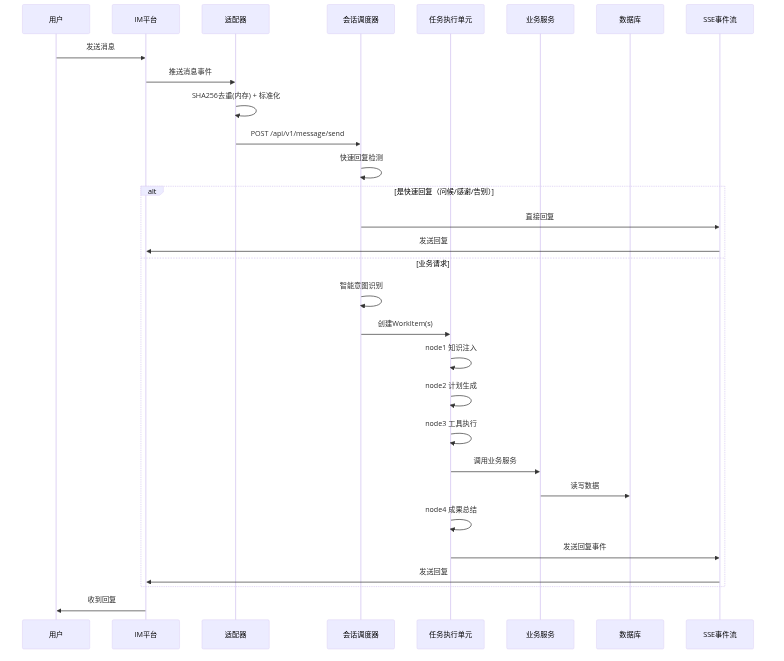 用户 IM平台 适配器 会话调度器 任务执行单元 业务服务 数据库 SSE事件流
发送消息
推送消息事件
SHA256去重(内存) + 标准化
POST /api/v1/message/send
快速回复检测
alt [是快速回复（问候/感谢/告别）]
直接回复
发送回复
[业务请求]
智能意图识别
创建WorkItem(s)
node1 知识注入
node2 计划生成
node3 工具执行
调用业务服务
读写数据
node4 成果总结
发送回复事件
发送回复
收到回复
用户 IM平台 适配器 会话调度器 任务执行单元 业务服务 数据库 SSE事件流